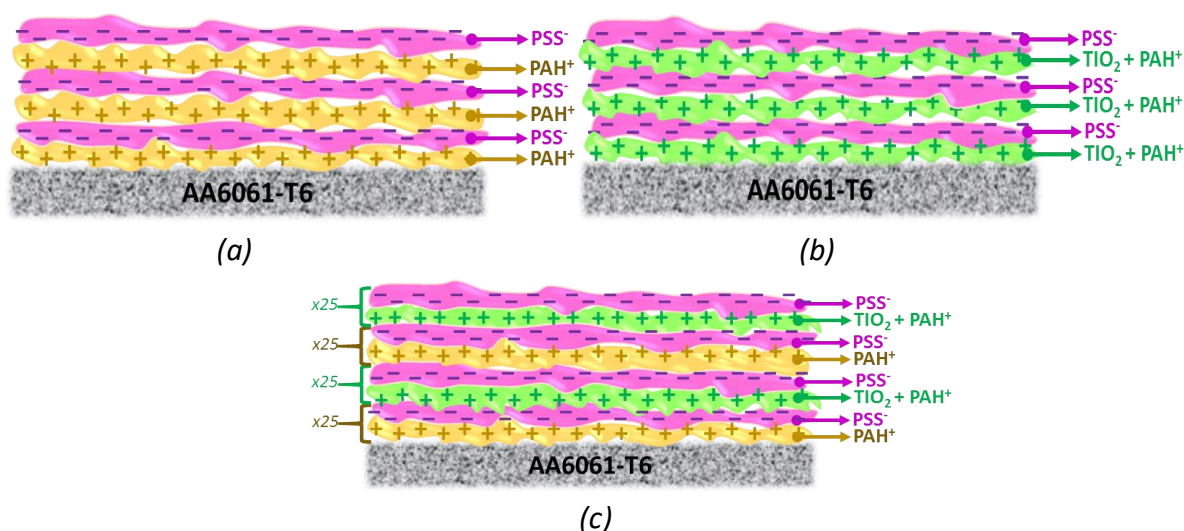 PSS⁻
PAH⁺
PSS⁻
PAH⁺
PSS⁻
PAH⁺
AA6061-T6
(a)
PSS⁻
TIO₂ + PAH⁺
PSS⁻
TIO₂ + PAH⁺
PSS⁻
TIO₂ + PAH⁺
AA6061-T6
(b)
x25
x25
x25
x25
PSS⁻
TIO₂ + PAH⁺
PSS⁻
PAH⁺
PSS⁻
TIO₂ + PAH⁺
PSS⁻
PAH⁺
AA6061-T6
(c)